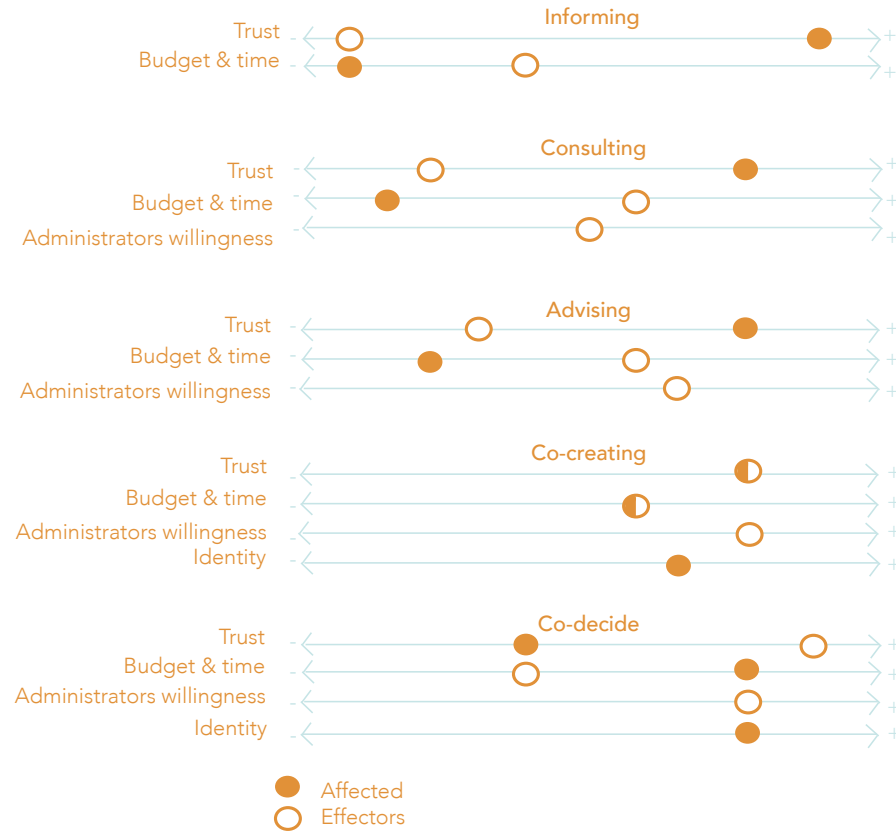 Informing
Trust - +
Budget & time - +
Consulting
Trust - +
Budget & time - +
Administrators willingness - +
Advising
Trust - +
Budget & time - +
Administrators willingness - +
Co-creating
Trust - +
Budget & time - +
Administrators willingness - +
Identity - +
Co-decide
Trust - +
Budget & time - +
Administrators willingness - +
Identity - +
Affected
Effectors